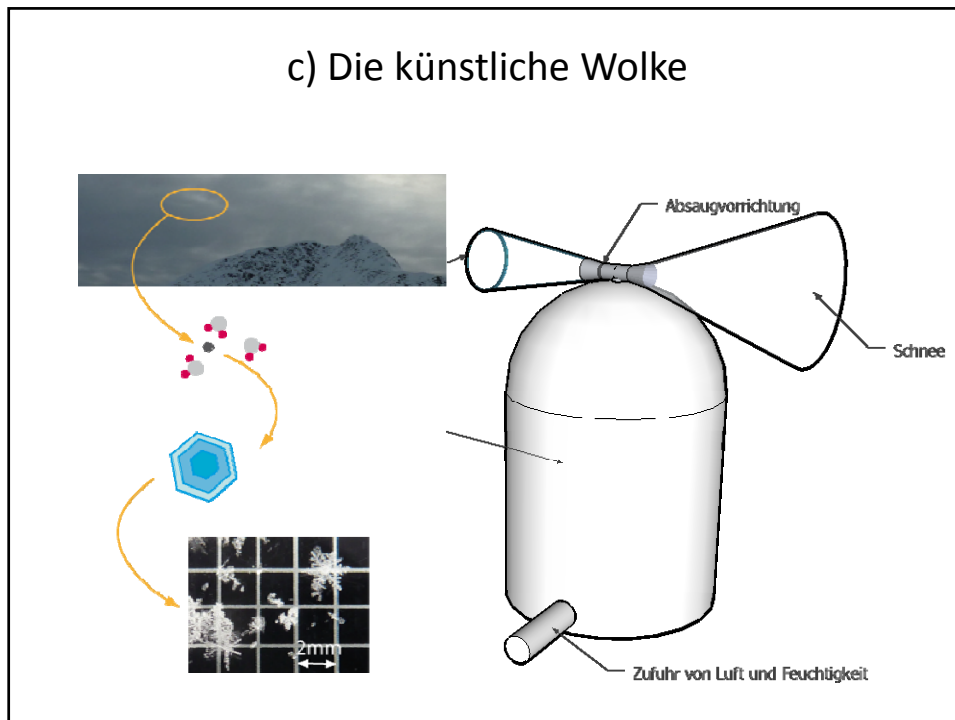 c) Die künstliche Wolke
Absaugvorrichtung
Schnee
2mm
Zufuhr von Luft und Feuchtigkeit